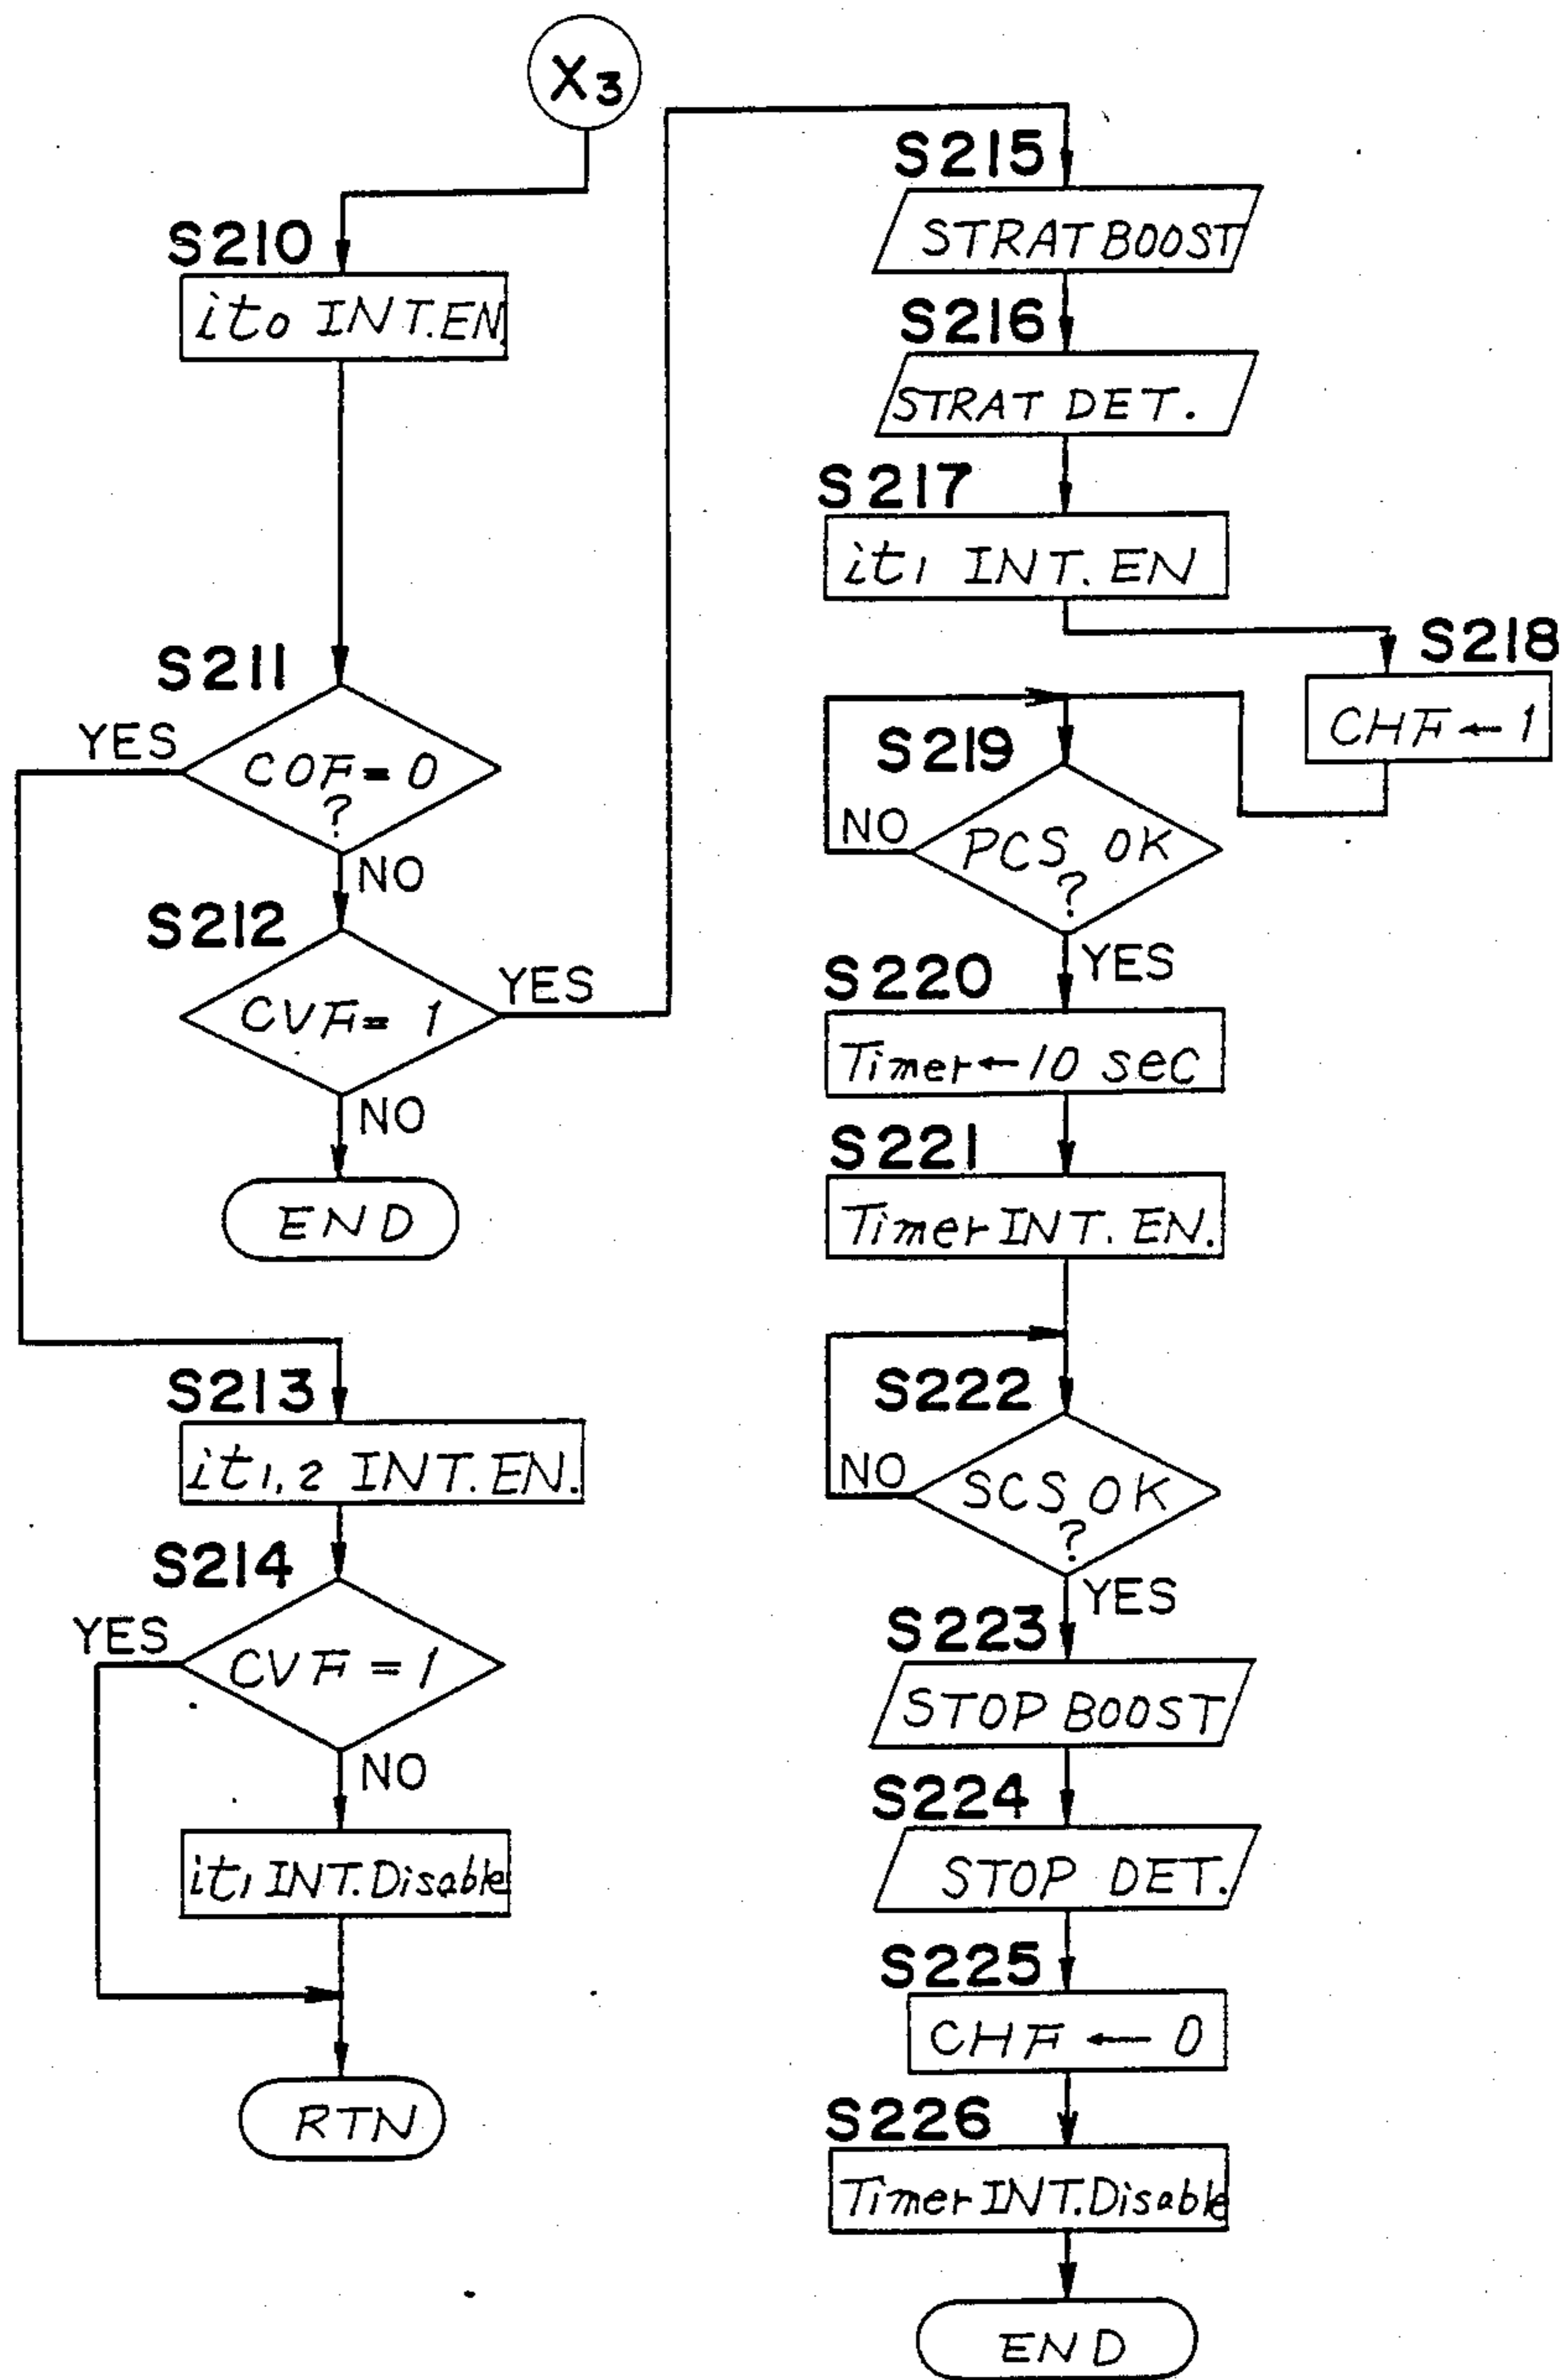 X3
S210
it0 INT.EN.
S211
YES
COF=0
?
NO
S212
YES
CVF=1
NO
END
S213
it1,2 INT.EN.
S214
YES
CVF=1
NO
it1 INT.Disable
RTN
S215
STRAT BOOST
S216
STRAT DET.
S217
it1 INT.EN
S218
CHF←1
S219
NO
PCS OK
?
YES
S220
Timer←10 sec
S221
Timer INT. EN.
S222
NO
SCS OK
?
YES
S223
STOP BOOST
S224
STOP DET.
S225
CHF ← 0
S226
Timer INT.Disable
END